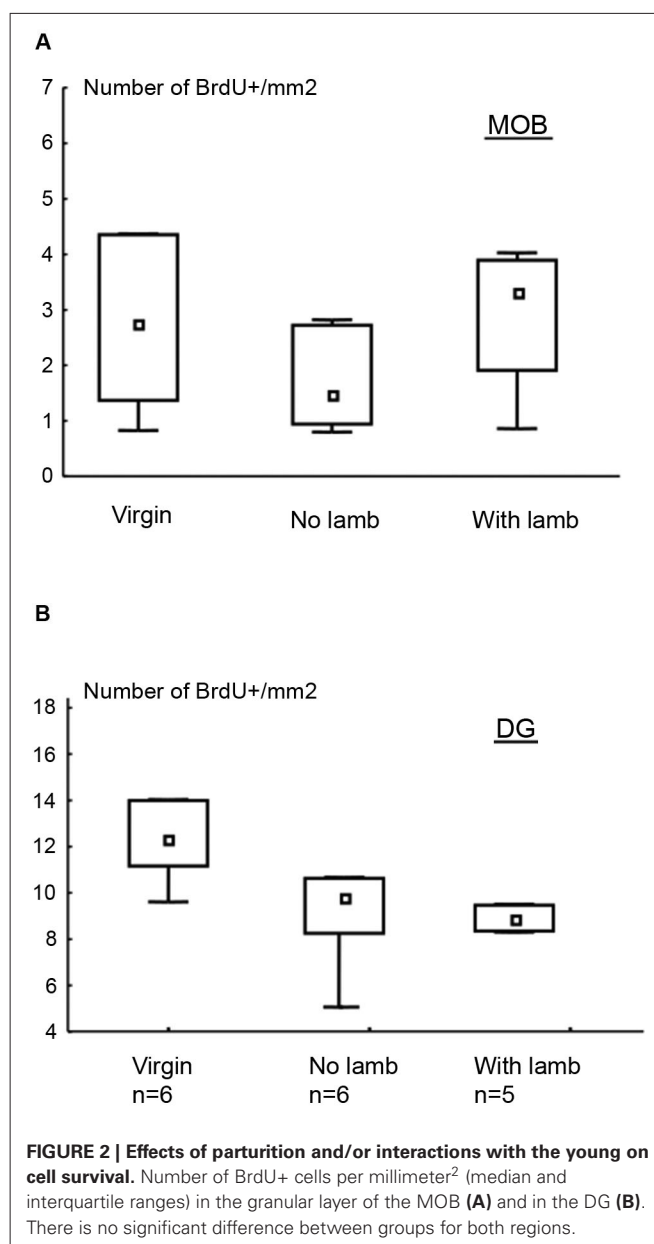 A
Number of BrdU+/mm2
MOB
7
6
5
4
3
2
1
0
Virgin
No lamb
With lamb
B
Number of BrdU+/mm2
DG
18
16
14
12
10
8
6
4
Virgin
n=6
No lamb
n=6
With lamb
n=5
FIGURE 2 | Effects of parturition and/or interactions with the young on
cell survival. Number of BrdU+ cells per millimeter² (median and
interquartile ranges) in the granular layer of the MOB (A) and in the DG (B).
There is no significant difference between groups for both regions.